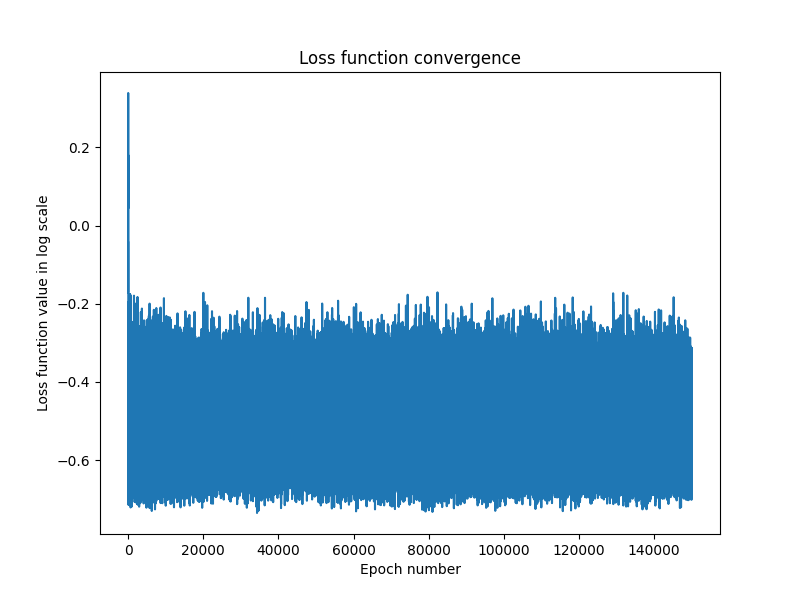 Loss function convergence
Loss function value in log scale
0.2
0.0
−0.2
−0.4
−0.6
0 20000 40000 60000 80000 100000 120000 140000
Epoch number